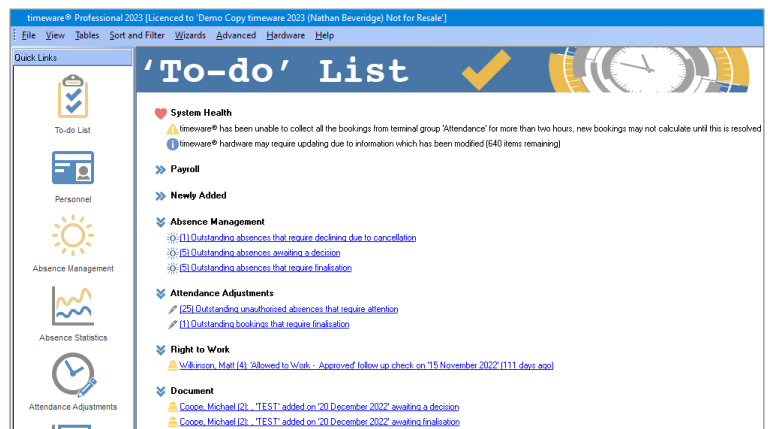 timeware® Professional 2023 [Licenced to 'Demo Copy timeware 2023 (Nathan Beveridge) Not for Resale']
File View Tables Sort and Filter Wizards Advanced Hardware Help
Quick Links
'To-do' List
To-do List
Personnel
Absence Management
Absence Statistics
Attendance Adjustments
System Health
timeware® has been unable to collect all the bookings from terminal group 'Attendance' for more than two hours, new bookings may not calculate until this is resolved
timeware® hardware may require updating due to information which has been modified (640 items remaining)
Payroll
Newly Added
Absence Management
(1) Outstanding absences that require declining due to cancellation
(5) Outstanding absences awaiting a decision
(5) Outstanding absences that require finalisation
Attendance Adjustments
(25) Outstanding unauthorised absences that require attention
(1) Outstanding bookings that require finalisation
Right to Work
Wilkinson, Matt (4): 'Allowed to Work - Approved' follow up check on '15 November 2022' (111 days ago)
Document
Coope, Michael (2): , 'TEST' added on '20 December 2022' awaiting a decision
Coope, Michael (2): , 'TEST' added on '20 December 2022' awaiting finalisation